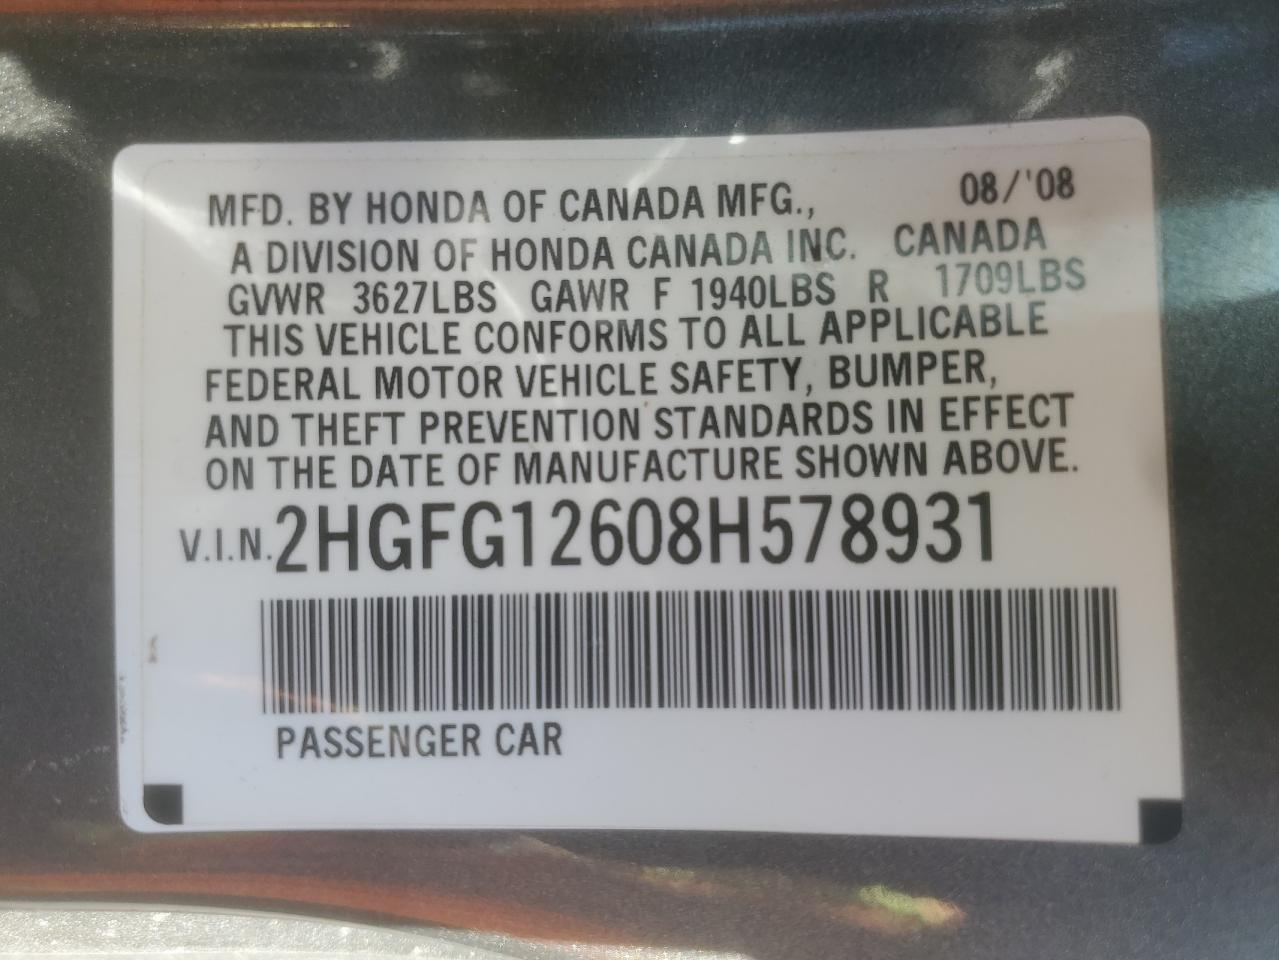 MFD. BY HONDA OF CANADA MFG., 08/'08
A DIVISION OF HONDA CANADA INC. CANADA
GVWR 3627LBS GAWR F 1940LBS R 1709LBS
THIS VEHICLE CONFORMS TO ALL APPLICABLE
FEDERAL MOTOR VEHICLE SAFETY, BUMPER,
AND THEFT PREVENTION STANDARDS IN EFFECT
ON THE DATE OF MANUFACTURE SHOWN ABOVE.
V.I.N. 2HGFG12608H578931
PASSENGER CAR